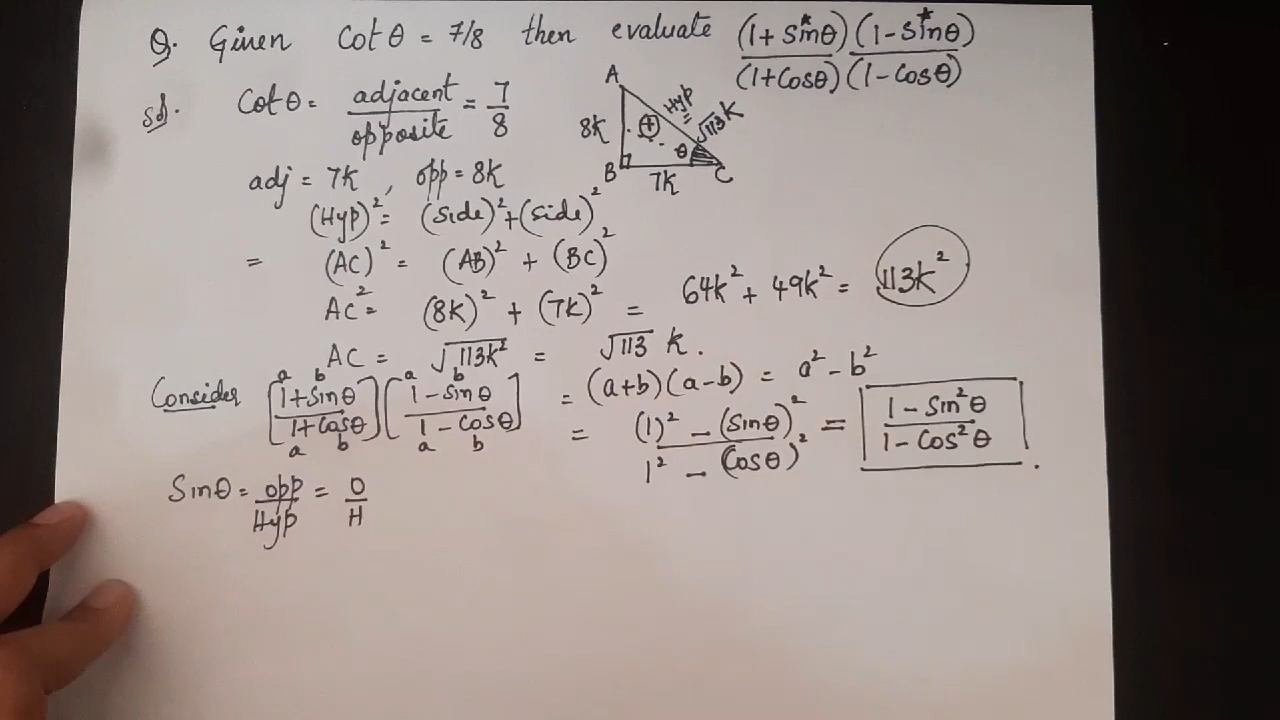 Q. Given Cotθ = 7/8 then evaluate (1+Sinθ)(1-Sinθ) / (1+Cosθ)(1-Cosθ)
Sol. Cotθ = adjacent/opposite = 7/8
A
8K
Hyp
√113K
θ
B
7K
C
adj = 7K, opp = 8K
(Hyp)² = (Side)² + (Side)²
= (AC)² = (AB)² + (BC)²
AC² = (8K)² + (7K)² = 64K² + 49K² = 113K²
AC = √113K² = √113 K.
Consider [1+Sinθ / 1+Cosθ] [1-Sinθ / 1-Cosθ] = (a+b)(a-b) = a² - b²
a b a b
a b a b
= (1)² - (Sinθ)² / 1² - (Cosθ)² = 1 - Sin²θ / 1 - Cos²θ .
Sinθ = opp/Hyp = O/H